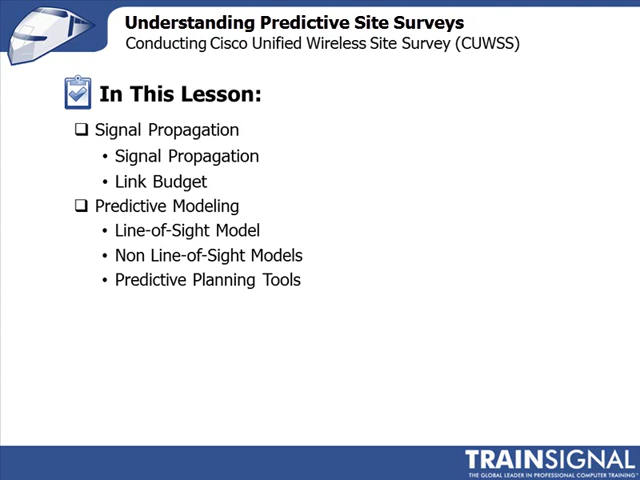 Understanding Predictive Site Surveys
Conducting Cisco Unified Wireless Site Survey (CUWSS)
In This Lesson:
❑ Signal Propagation
• Signal Propagation
• Link Budget
❑ Predictive Modeling
• Line-of-Sight Model
• Non Line-of-Sight Models
• Predictive Planning Tools
TRAINSIGNAL
THE GLOBAL LEADER IN PROFESSIONAL COMPUTER TRAINING™